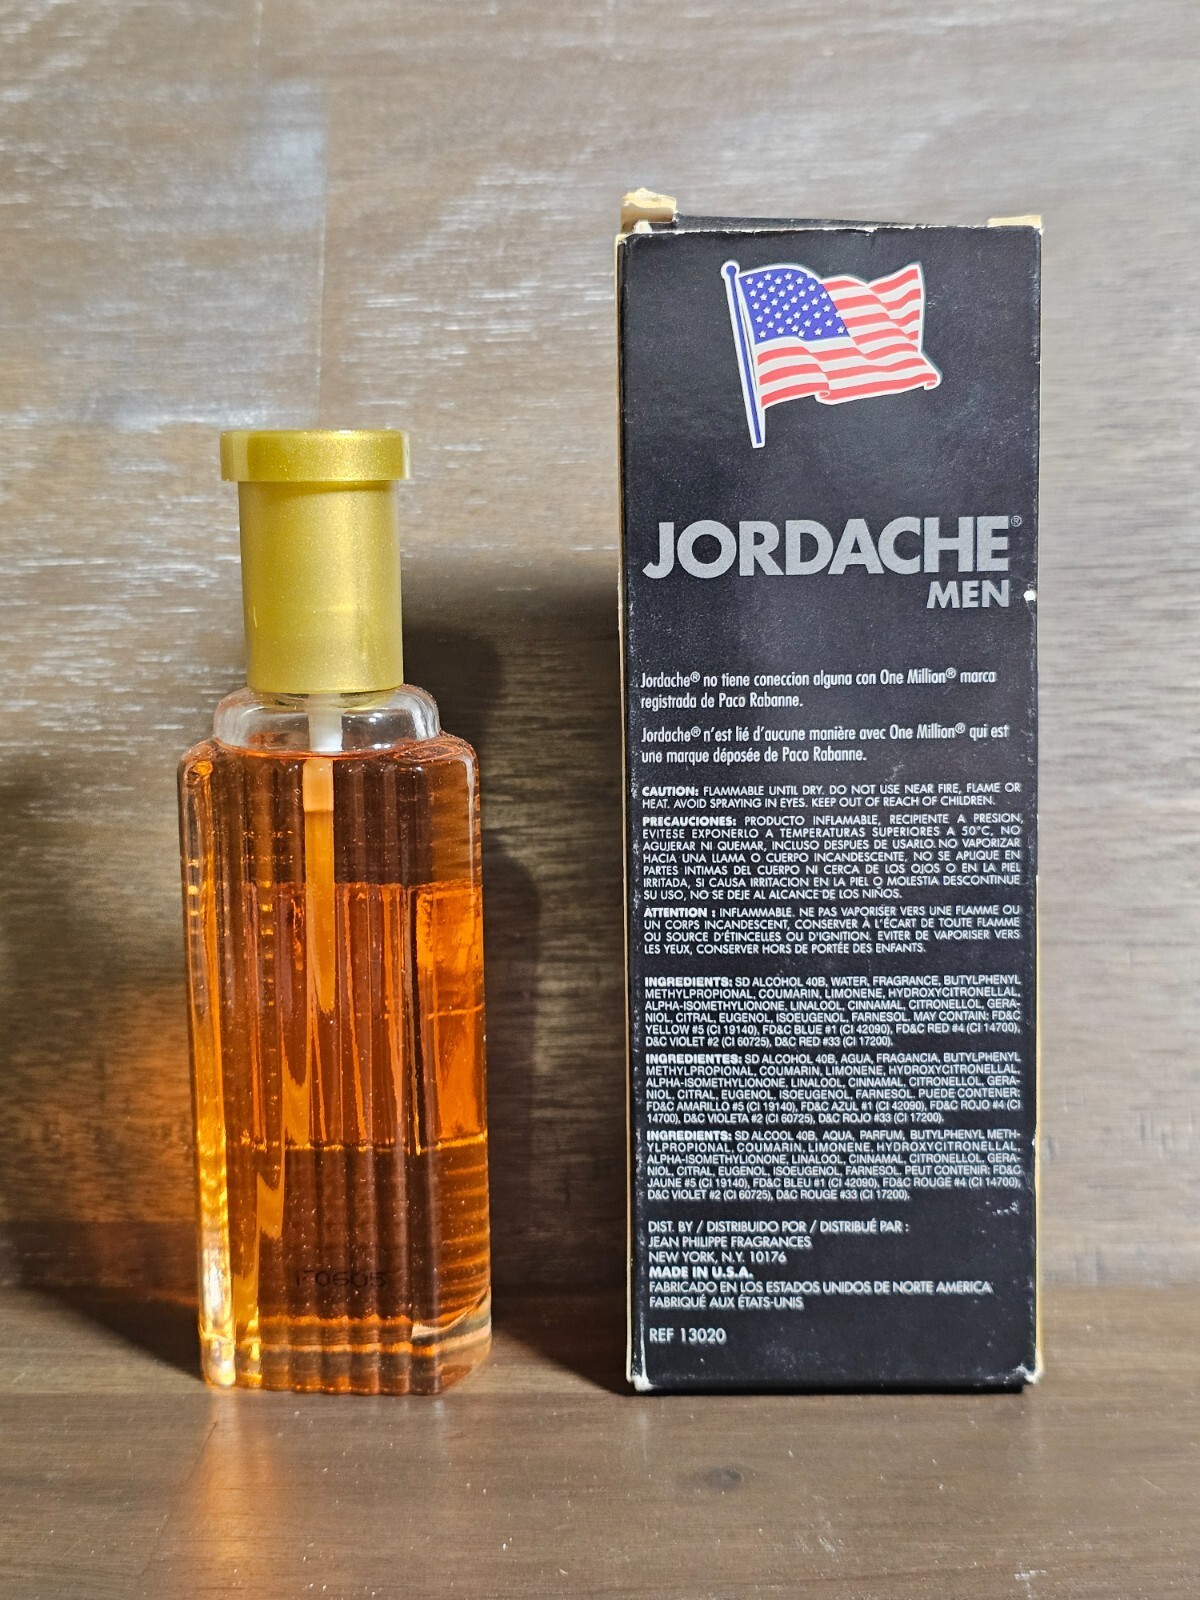 JORDACHE®
MEN
Jordache® no tiene coneccion alguna con One Million® marca
registrada de Paco Rabanne.
Jordache® n'est lié d'aucune manière avec One Million® qui est
une marque déposée de Paco Rabanne.
CAUTION: FLAMMABLE UNTIL DRY. DO NOT USE NEAR FIRE, FLAME OR
HEAT. AVOID SPRAYING IN EYES. KEEP OUT OF REACH OF CHILDREN.
PRECAUCIONES: PRODUCTO INFLAMABLE, RECIPIENTE A PRESION,
EVITESE EXPONERLO A TEMPERATURAS SUPERIORES A 50°C, NO
AGUJERAR NI QUEMAR, INCLUSO DESPUES DE USARLO. NO VAPORIZAR
HACIA UNA LLAMA O CUERPO INCANDESCENTE, NO SE APLIQUE EN
PARTES INTIMAS DEL CUERPO NI CERCA DE LOS OJOS O EN LA PIEL
IRRITADA, SI CAUSA IRRITACION EN LA PIEL O MOLESTIA DESCONTINUE
SU USO, NO SE DEJE AL ALCANCE DE LOS NIÑOS.
ATTENTION : INFLAMMABLE. NE PAS VAPORISER VERS UNE FLAMME OU
UN CORPS INCANDESCENT, CONSERVER À L'ÉCART DE TOUTE FLAMME
OU SOURCE D'ÉTINCELLES OU D'IGNITION. EVITER DE VAPORISER VERS
LES YEUX, CONSERVER HORS DE PORTÉE DES ENFANTS.
INGREDIENTS: SD ALCOHOL 40B, WATER, FRAGRANCE, BUTYLPHENYL
METHYLPROPIONAL, COUMARIN, LIMONENE, HYDROXYCITRONELLAL,
ALPHA-ISOMETHYLIONONE, LINALOOL, CINNAMAL, CITRONELLOL, GERA-
NIOL, CITRAL, EUGENOL, ISOEUGENOL, FARNESOL. MAY CONTAIN: FD&C
YELLOW #5 (CI 19140), FD&C BLUE #1 (CI 42090), FD&C RED #4 (CI 14700),
D&C VIOLET #2 (CI 60725), D&C RED #33 (CI 17200).
INGREDIENTES: SD ALCOHOL 40B, AGUA, FRAGANCIA, BUTYLPHENYL
METHYLPROPIONAL, COUMARIN, LIMONENE, HYDROXYCITRONELLAL,
ALPHA-ISOMETHYLIONONE, LINALOOL, CINNAMAL, CITRONELLOL, GERA-
NIOL, CITRAL, EUGENOL, ISOEUGENOL, FARNESOL. PUEDE CONTENER:
FD&C AMARILLO #5 (CI 19140), FD&C AZUL #1 (CI 42090), FD&C ROJO #4 (CI
14700), D&C VIOLETA #2 (CI 60725), D&C ROJO #33 (CI 17200).
INGREDIENTS: SD ALCOOL 40B, AQUA, PARFUM, BUTYLPHENYL METH-
YLPROPIONAL, COUMARIN, LIMONENE, HYDROXYCITRONELLAL,
ALPHA-ISOMETHYLIONONE, LINALOOL, CINNAMAL, CITRONELLOL, GERA-
NIOL, CITRAL, EUGENOL, ISOEUGENOL, FARNESOL. PEUT CONTENIR: FD&C
JAUNE #5 (CI 19140), FD&C BLEU #1 (CI 42090), FD&C ROUGE #4 (CI 14700),
D&C VIOLET #2 (CI 60725), D&C ROUGE #33 (CI 17200).
DIST. BY / DISTRIBUIDO POR / DISTRIBUÉ PAR :
JEAN PHILIPPE FRAGRANCES
NEW YORK, N.Y. 10176
MADE IN U.S.A.
FABRICADO EN LOS ESTADOS UNIDOS DE NORTE AMERICA
FABRIQUÉ AUX ÉTATS-UNIS
REF 13020